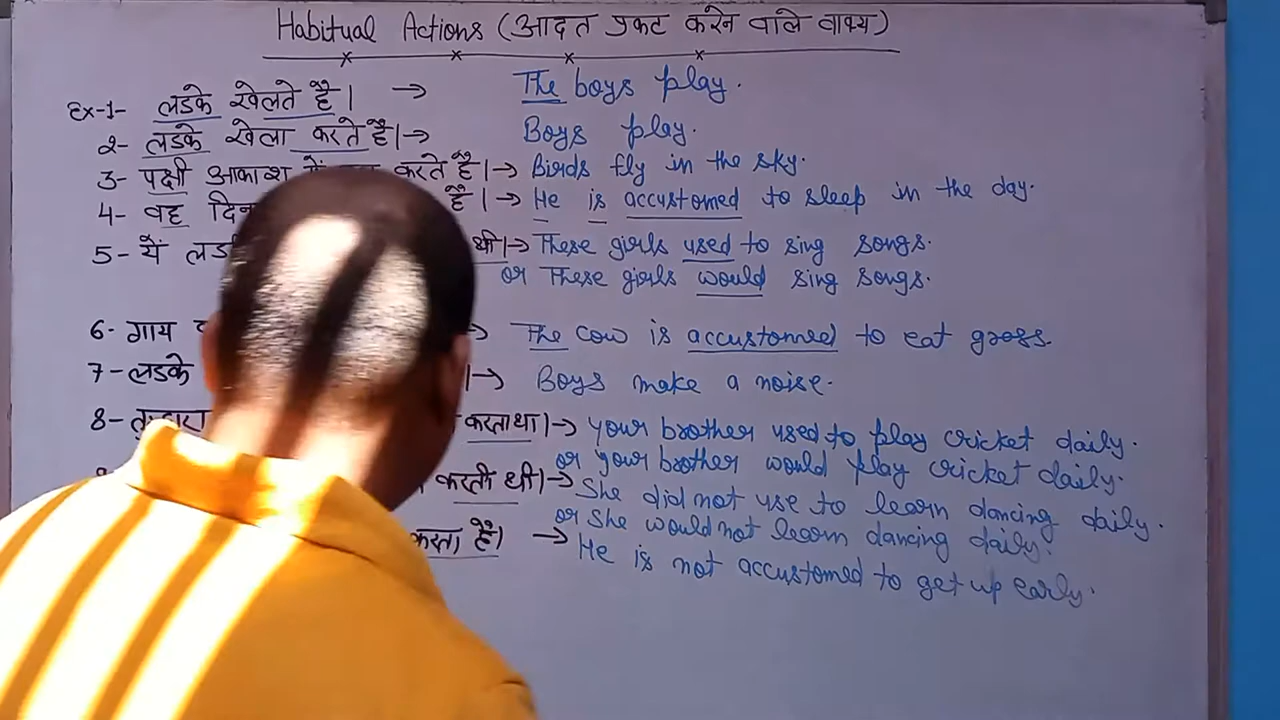 Habitual Actions (आदत प्रकट करने वाले वाक्य)
Ex-1- लडके खेलते हैं। → The boys play.
2- लडके खेला करते हैं।→ Boys play.
3- पक्षी आकाश में करते हैं।→ Birds fly in the sky.
4- वह दिन है।→ He is accustomed to sleep in the day.
5- ये थी।→ These girls used to sing songs.
or These girls would sing songs.
6- गाय → The cow is accustomed to eat grass.
7- लडके → Boys make a noise.
8- तुम्हारा करता था।→ your brother used to play cricket daily.
or your brother would play cricket daily.
करती थी।→ She did not use to learn dancing daily.
or She would not learn dancing daily.
करता है। → He is not accustomed to get up early.